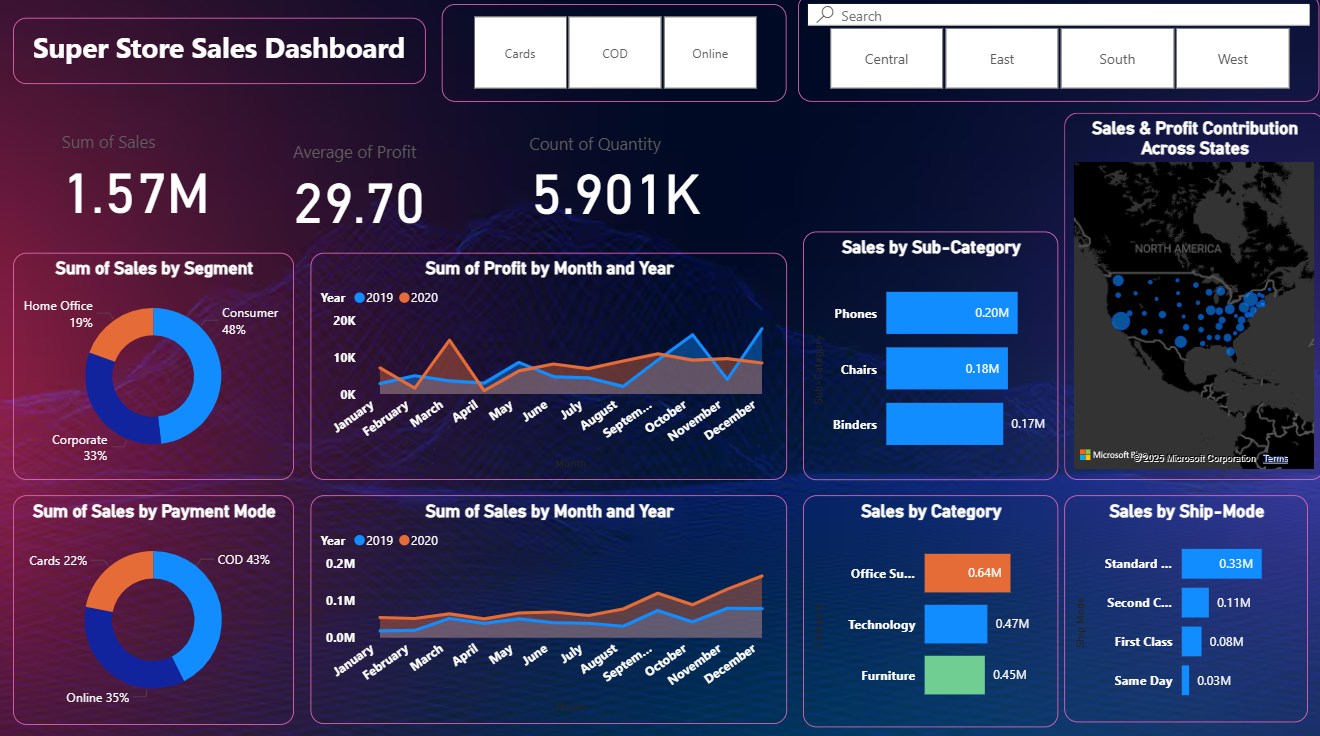 Super Store Sales Dashboard
Cards
COD
Online
Search
Central
East
South
West
Sum of Sales
1.57M
Average of Profit
29.70
Count of Quantity
5.901K
Sales & Profit Contribution
Across States
NORTH AMERICA
© 2025 Microsoft Corporation
Terms
Sum of Sales by Segment
Home Office
19%
Consumer
48%
Corporate
33%
Sum of Profit by Month and Year
Year
2019
2020
20K
10K
0K
January
February
March
April
May
June
July
August
Septem...
October
November
December
Month
Sales by Sub-Category
Sub-Category
Phones
0.20M
Chairs
0.18M
Binders
0.17M
Sum of Sales by Payment Mode
Cards 22%
COD 43%
Online 35%
Sum of Sales by Month and Year
Year
2019
2020
0.2M
0.1M
0.0M
January
February
March
April
May
June
July
August
Septem...
October
November
December
Sales by Category
Office Su...
0.64M
Technology
0.47M
Furniture
0.45M
Sales by Ship-Mode
Ship Mode
Standard ...
0.33M
Second C...
0.11M
First Class
0.08M
Same Day
0.03M